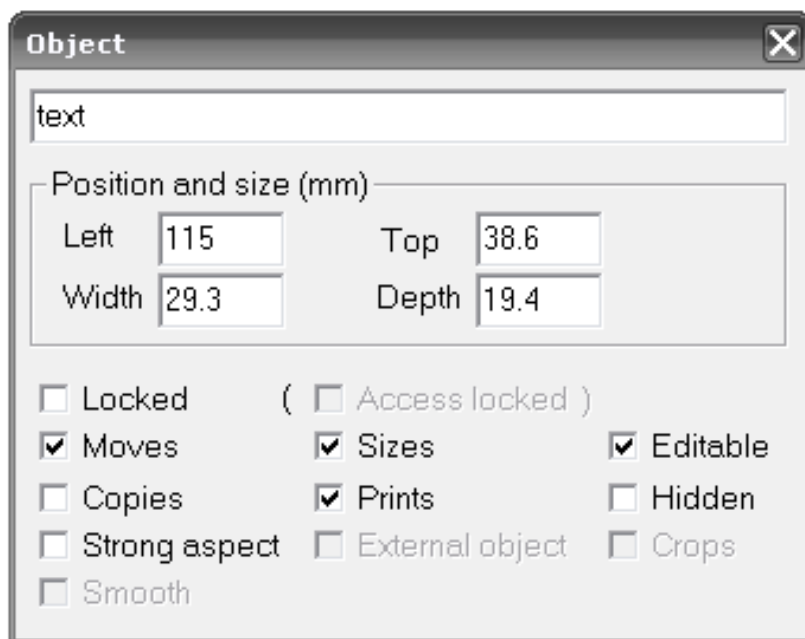 Object
text
Position and size (mm)
Left 115 Top 38.6
Width 29.3 Depth 19.4
Locked ( Access locked )
Moves Sizes Editable
Copies Prints Hidden
Strong aspect External object Crops
Smooth